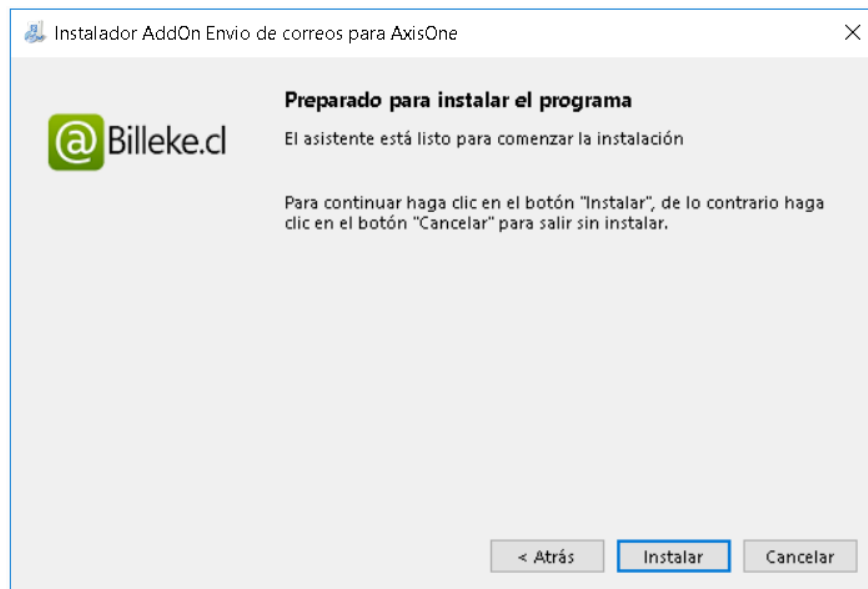 Instalador AddOn Envio de correos para AxisOne
@Billeke.cl
Preparado para instalar el programa
El asistente está listo para comenzar la instalación
Para continuar haga clic en el botón "Instalar", de lo contrario haga
clic en el botón "Cancelar" para salir sin instalar.
< Atrás
Instalar
Cancelar